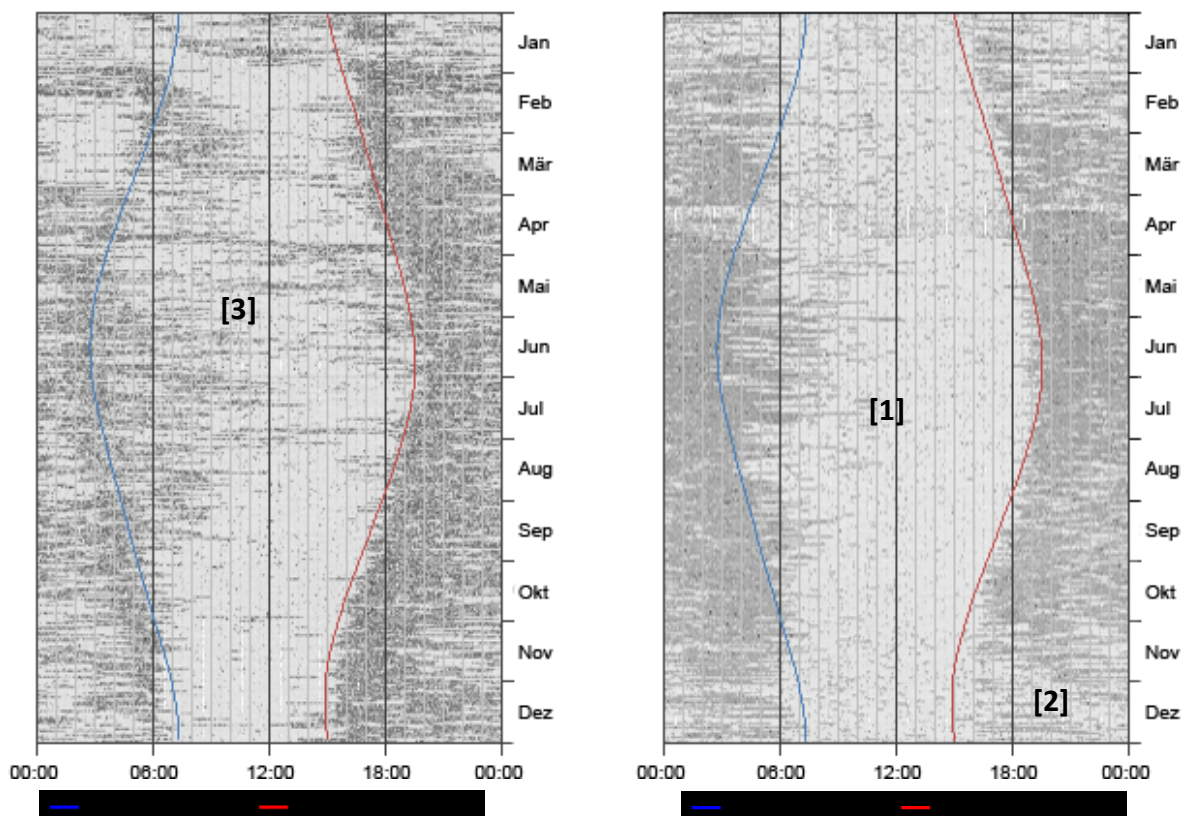 Jan
Feb
Mär
Apr
Mai
Jun
Jul
Aug
Sep
Okt
Nov
Dez
[3]
00:00 06:00 12:00 18:00 00:00
Jan
Feb
Mär
Apr
Mai
Jun
Jul
Aug
Sep
Okt
Nov
Dez
[1]
[2]
00:00 06:00 12:00 18:00 00:00